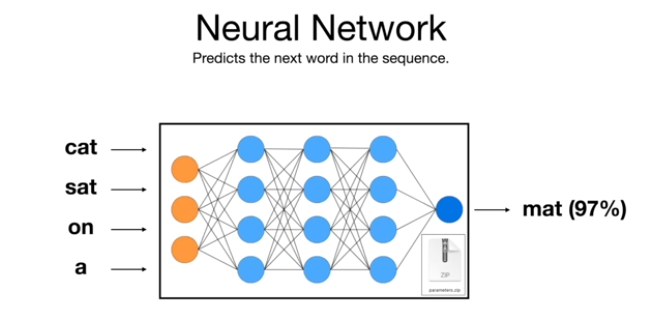 Neural Network
Predicts the next word in the sequence.
cat
sat
on
a
mat (97%)
ZIP
parameters.zip